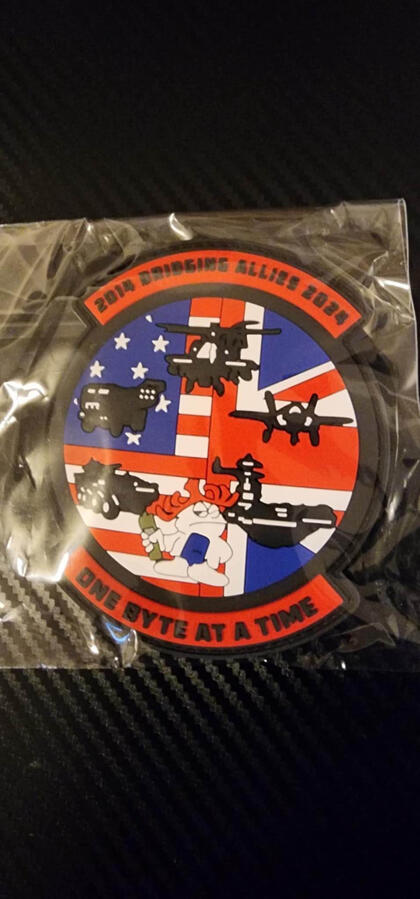 2014 BRIDGING ALLIES 2024
ONE BYTE AT A TIME